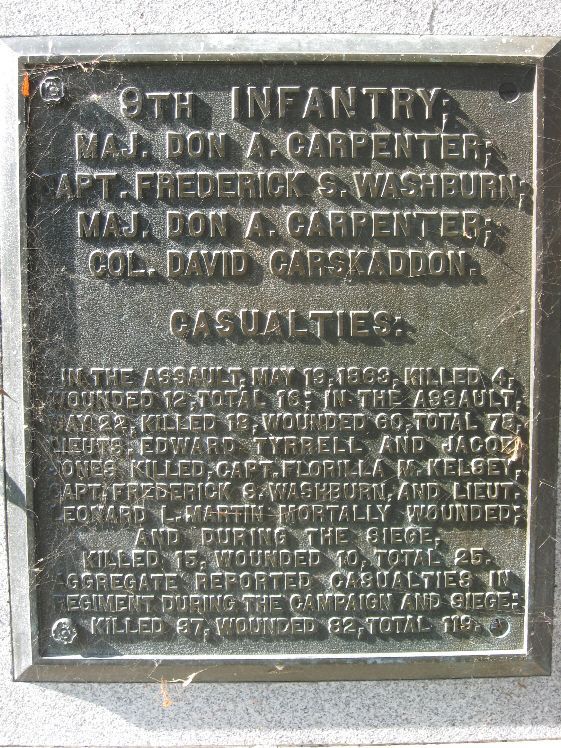 9TH INFANTRY;
MAJ. DON A. CARPENTER;
APT. FREDERICK S. WASHBURN;
MAJ. DON A. CARPENTER;
COL. DAVID CARSKADDON.
CASUALTIES:
IN THE ASSAULT, MAY 19, 1863, KILLED 4,
WOUNDED 12, TOTAL 16; IN THE ASSAULT,
MAY 22, KILLED 18, WOUNDED 60, TOTAL 78,
LIEUTS. EDWARD TYRRELL AND JACOB
JONES KILLED, CAPT. FLORILLA M. KELSEY,
CAPT. FREDERICK S. WASHBURN, AND LIEUT.
LEONARD L. MARTIN MORTALLY WOUNDED;
AND DURING THE SIEGE,
KILLED 15, WOUNDED 10, TOTAL 25.
AGGREGATE REPORTED CASUALTIES IN
REGIMENT DURING THE CAMPAIGN AND SIEGE:
KILLED 37, WOUNDED 82, TOTAL 119.